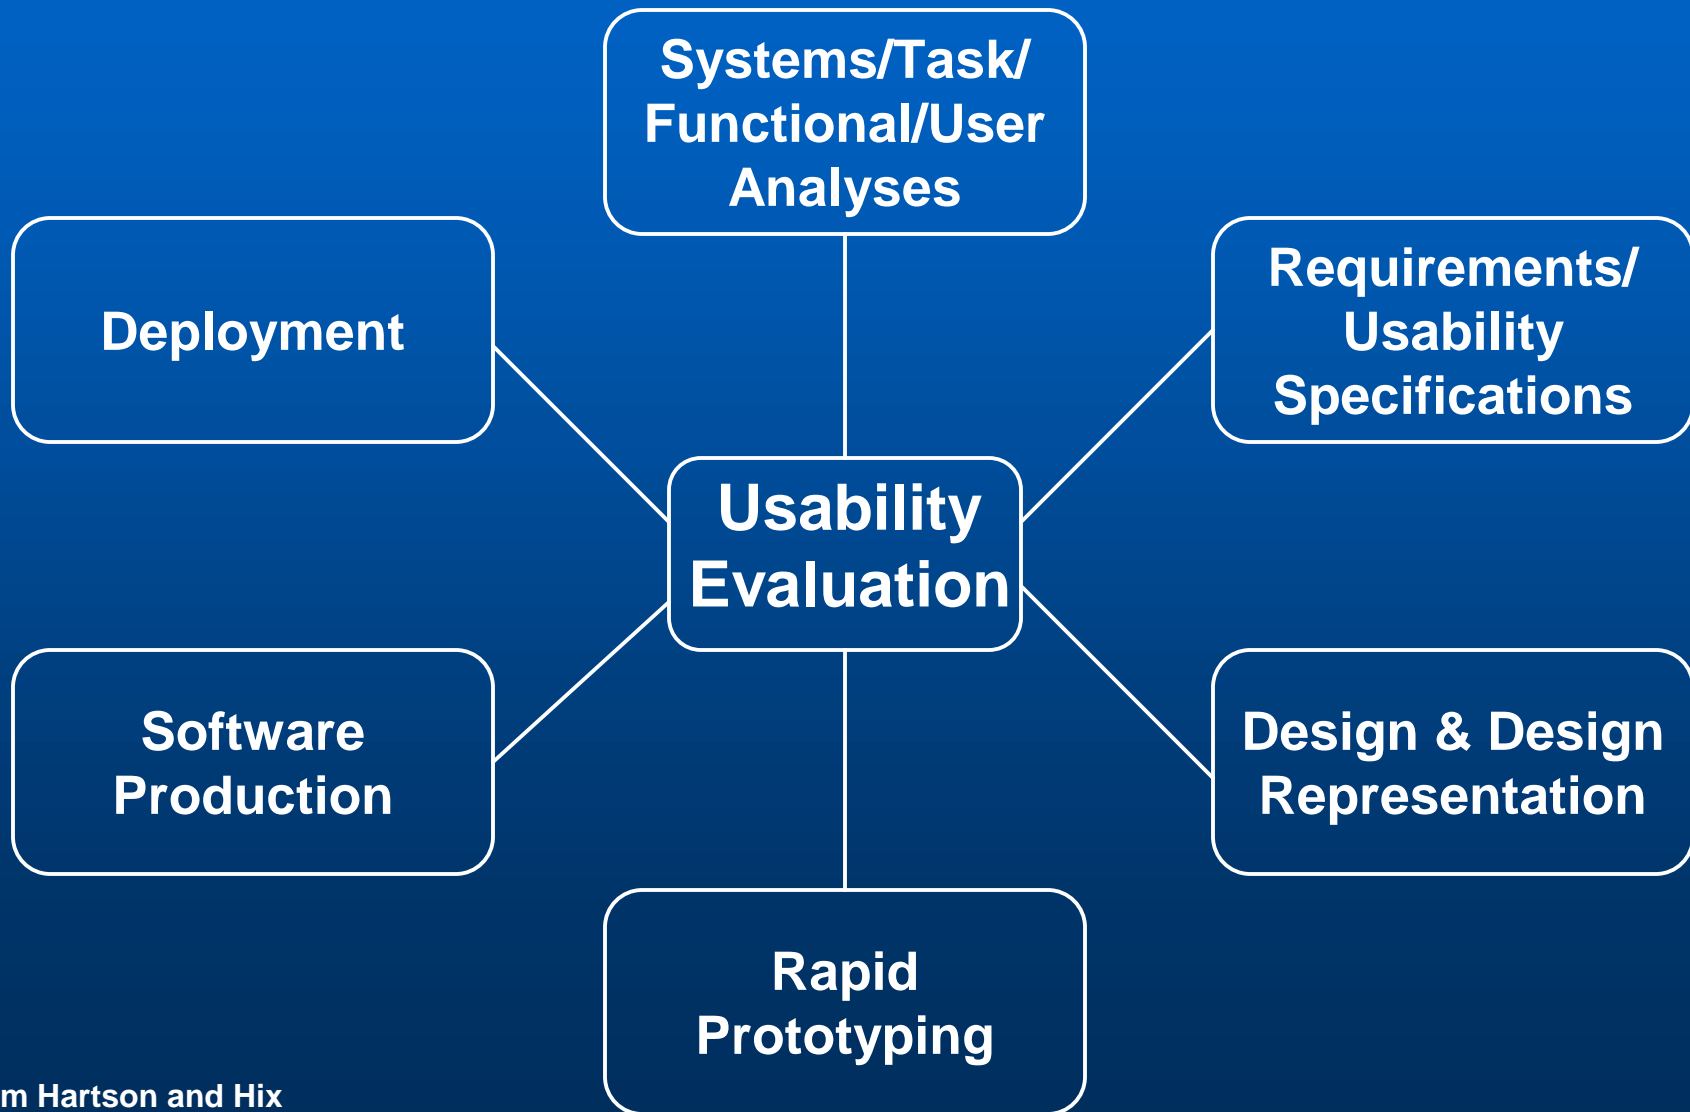 Systems/Task/
Functional/User
Analyses
Deployment
Requirements/
Usability
Specifications
Usability
Evaluation
Software
Production
Design & Design
Representation
Rapid
Prototyping
m Hartson and Hix